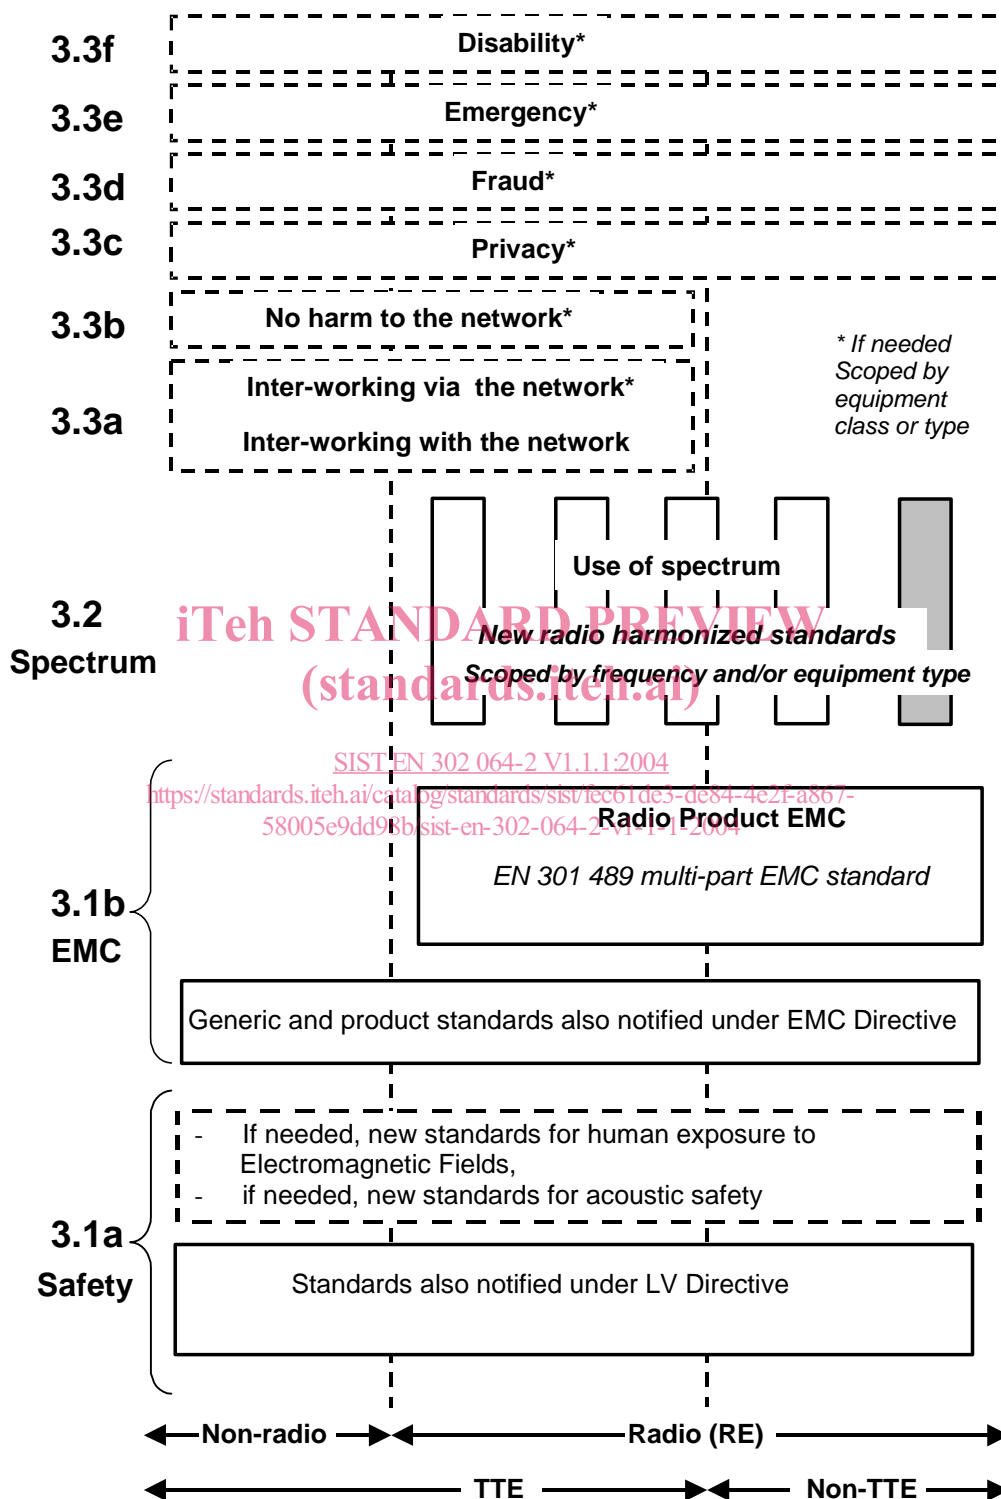 3.3f
Disability*
3.3e
Emergency*
3.3d
Fraud*
3.3c
Privacy*
3.3b
No harm to the network*
* If needed
Scoped by
equipment
class or type
3.3a
Inter-working via the network*
Inter-working with the network
Use of spectrum
3.2
Spectrum
iTeh STANDARD PREVIEW
New radio harmonized standards
(standards.iteh.ai)
Scoped by frequency and/or equipment type
SIST EN 302 064-2 V1.1.1:2004
https://standards.iteh.ai/catalog/standards/sist/fec61de3-de84-4e2f-a867-
58005e9dd98b/sist-en-302-064-2-v1-1-1-2004
Radio Product EMC
EN 301 489 multi-part EMC standard
3.1b
EMC
Generic and product standards also notified under EMC Directive
- If needed, new standards for human exposure to
Electromagnetic Fields,
- if needed, new standards for acoustic safety
3.1a
Safety
Standards also notified under LV Directive
Non-radio
Radio (RE)
TTE
Non-TTE